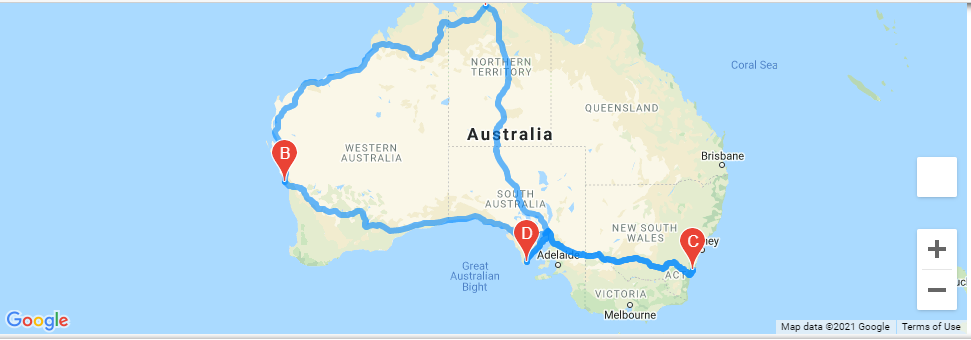 NORTHERN
TERRITORY
Coral Sea
QUEENSLAND
Australia
WESTERN
AUSTRALIA
B
Brisbane
SOUTH
AUSTRALIA
NEW SOUTH
WALES
D
C
ney
Adelaide
ACT
Great
Australian
Bight
VICTORIA
Melbourne
+
−
Google
Map data ©2021 Google
Terms of Use